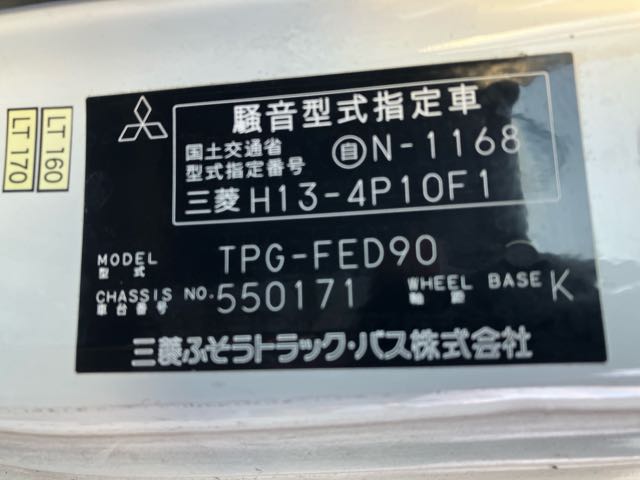 LT 170
LT 160
騒音型式指定車
国土交通省
型式指定番号
自 N-1168
三菱 H13-4P10F1
MODEL TPG-FED90
型式
CHASSIS NO. 550171 WHEEL BASE K
車台番号 軸距
三菱ふそうトラック・バス株式会社